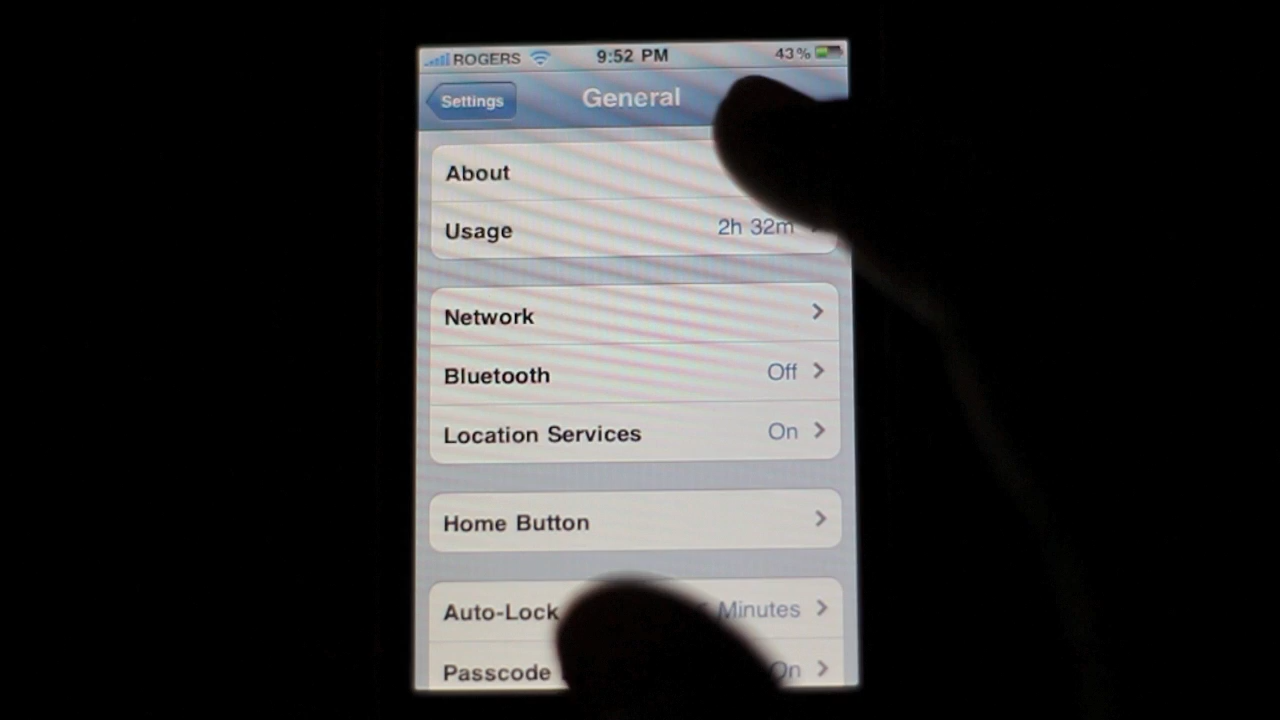 ROGERS 9:52 PM 43%
Settings General
About
Usage 2h 32m
Network
Bluetooth Off
Location Services On
Home Button
Auto-Lock Minutes
Passcode On